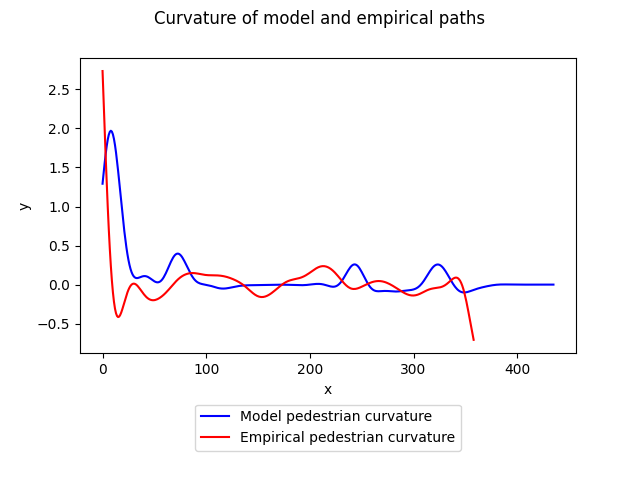 Curvature of model and empirical paths
2.5
2.0
1.5
1.0
0.5
0.0
−0.5
y
0 100 200 300 400
x
Model pedestrian curvature
Empirical pedestrian curvature